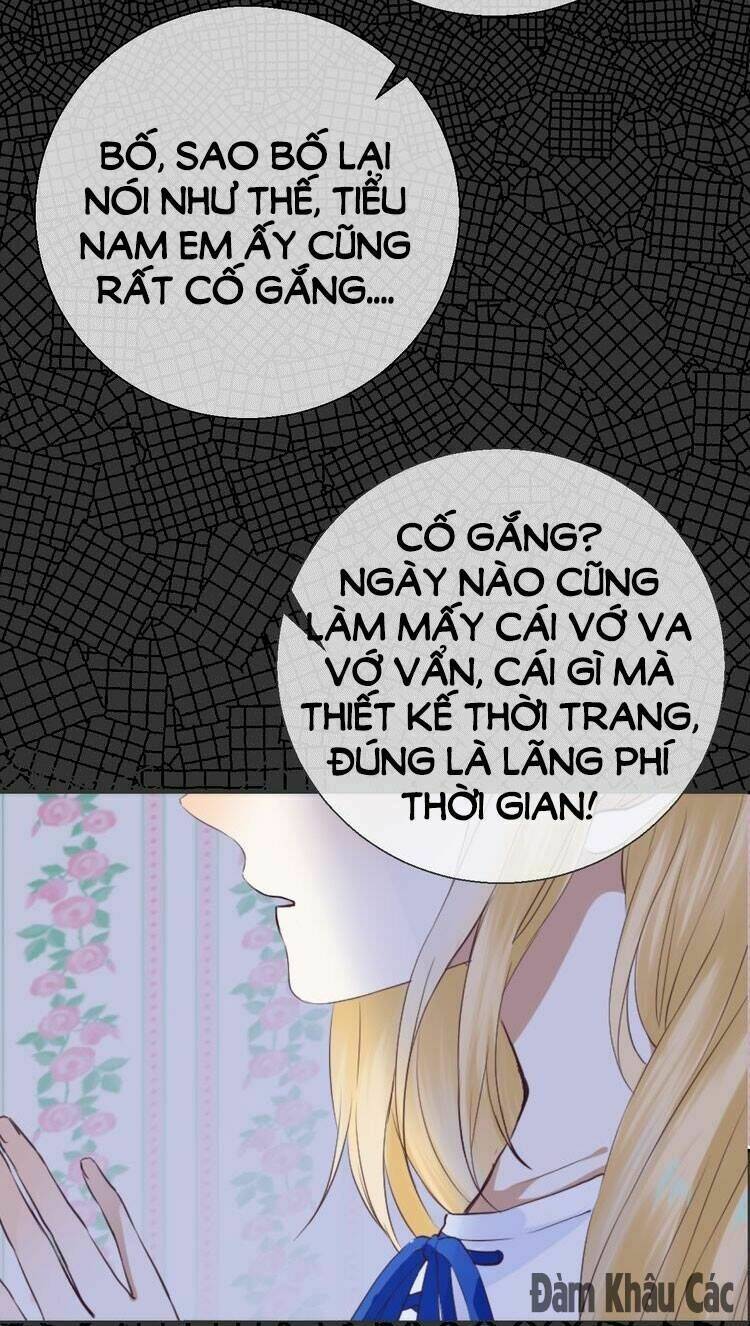 BỐ, SAO BỐ LẠI
NÓI NHƯ THẾ, TIỂU
NAM EM ẤY CŨNG
RẤT CỐ GẮNG....
CỐ GẮNG?
NGÀY NÀO CŨNG
LÀM MẤY CÁI VỚ VA
VỚ VẨN, CÁI GÌ MÀ
THIẾT KẾ THỜI TRANG,
ĐÚNG LÀ LÃNG PHÍ
THỜI GIAN!
Đàm Khâu Các